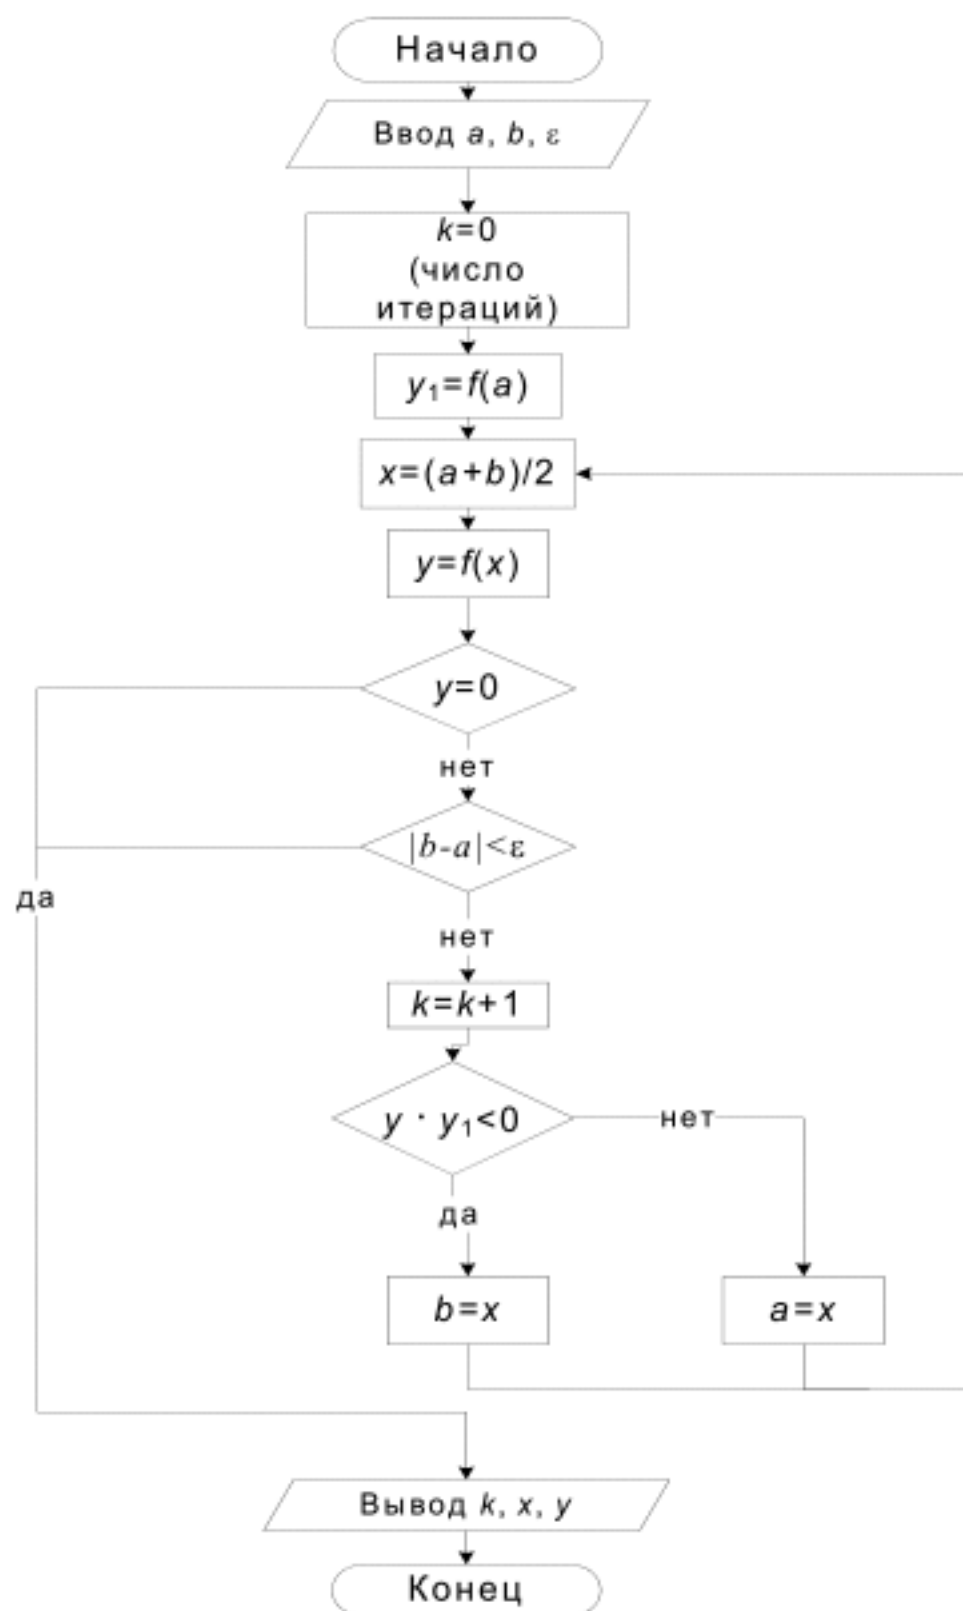 Начало
Ввод a, b, ε
k=0
(число
итераций)
y₁=f(a)
x=(a+b)/2
y=f(x)
y=0
нет
|b-a|<ε
да
нет
k=k+1
y · y₁<0
нет
да
b=x
a=x
Вывод k, x, y
Конец